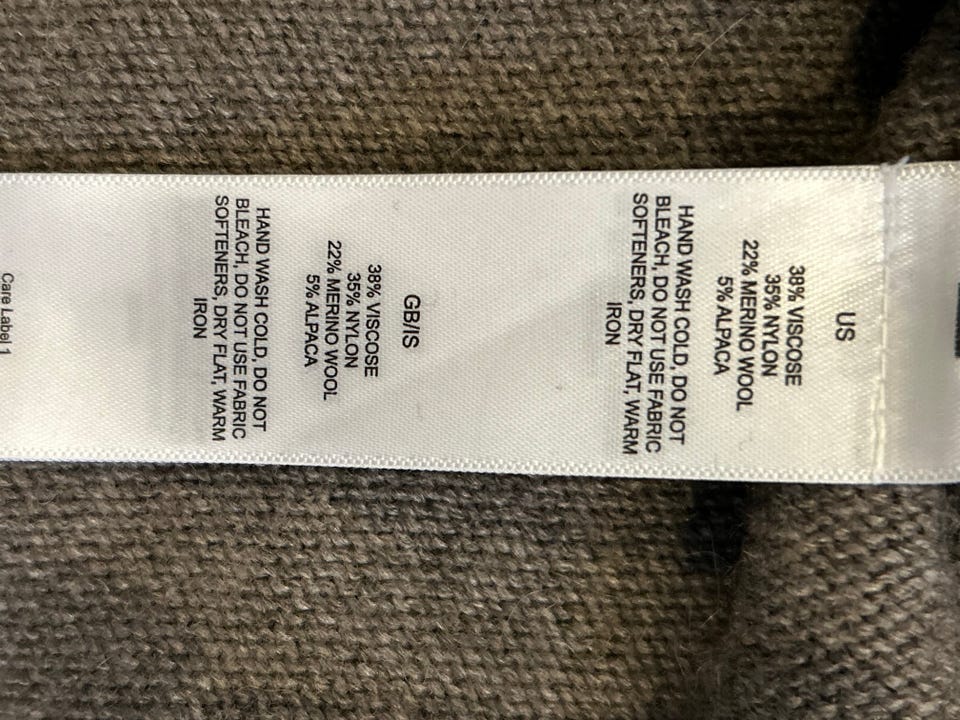 US
38% VISCOSE
35% NYLON
22% MERINO WOOL
5% ALPACA
HAND WASH COLD, DO NOT
BLEACH, DO NOT USE FABRIC
SOFTENERS, DRY FLAT, WARM
IRON
GB/IS
38% VISCOSE
35% NYLON
22% MERINO WOOL
5% ALPACA
HAND WASH COLD, DO NOT
BLEACH, DO NOT USE FABRIC
SOFTENERS, DRY FLAT, WARM
IRON
Care Label 1